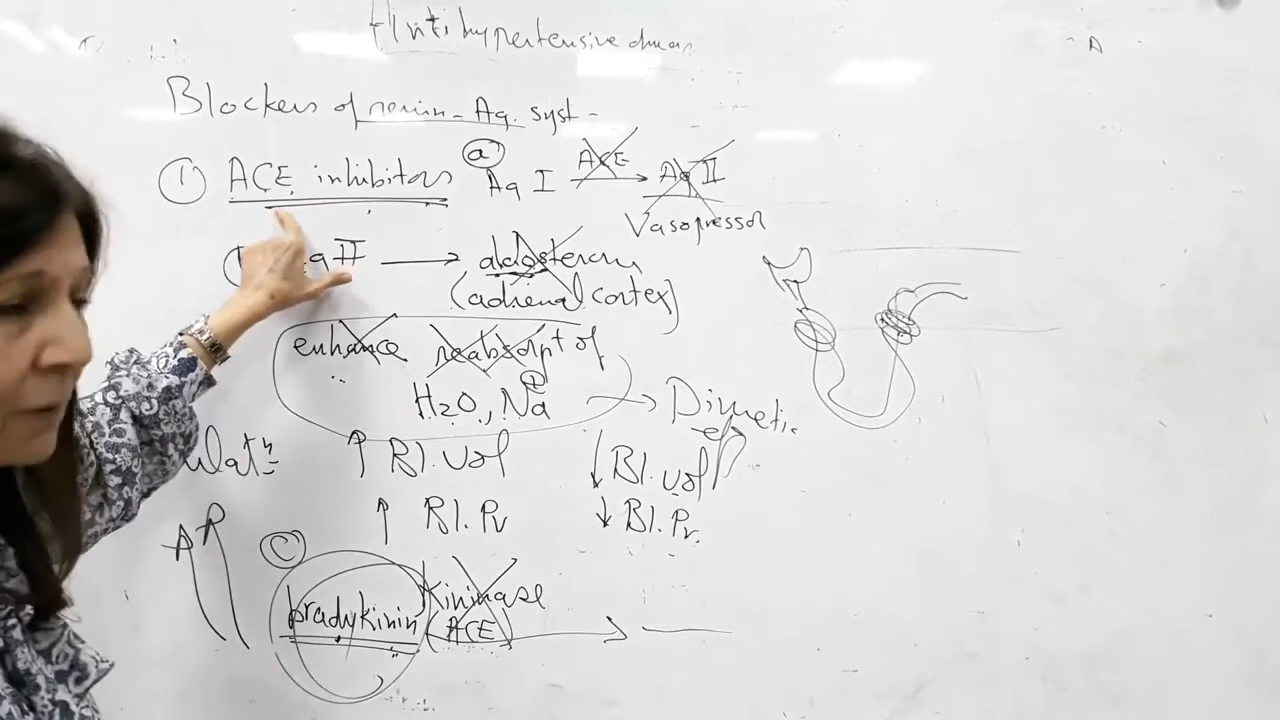 Antihypertensive drugs
Blockers of renin-Ag. syst-
① ACE inhibitors ⓐ Ag I ACE → Ag II
Vasopressor
g II → aldosterone
(adrenal cortex)
enhance reabsorpt of
H2O, Na → Diuretic
↑ Bl. vol ↓ Bl. vol
↑ Bl. Pr ↓ Bl. Pr.
ⓒ bradykinin Kininase
(ACE) →